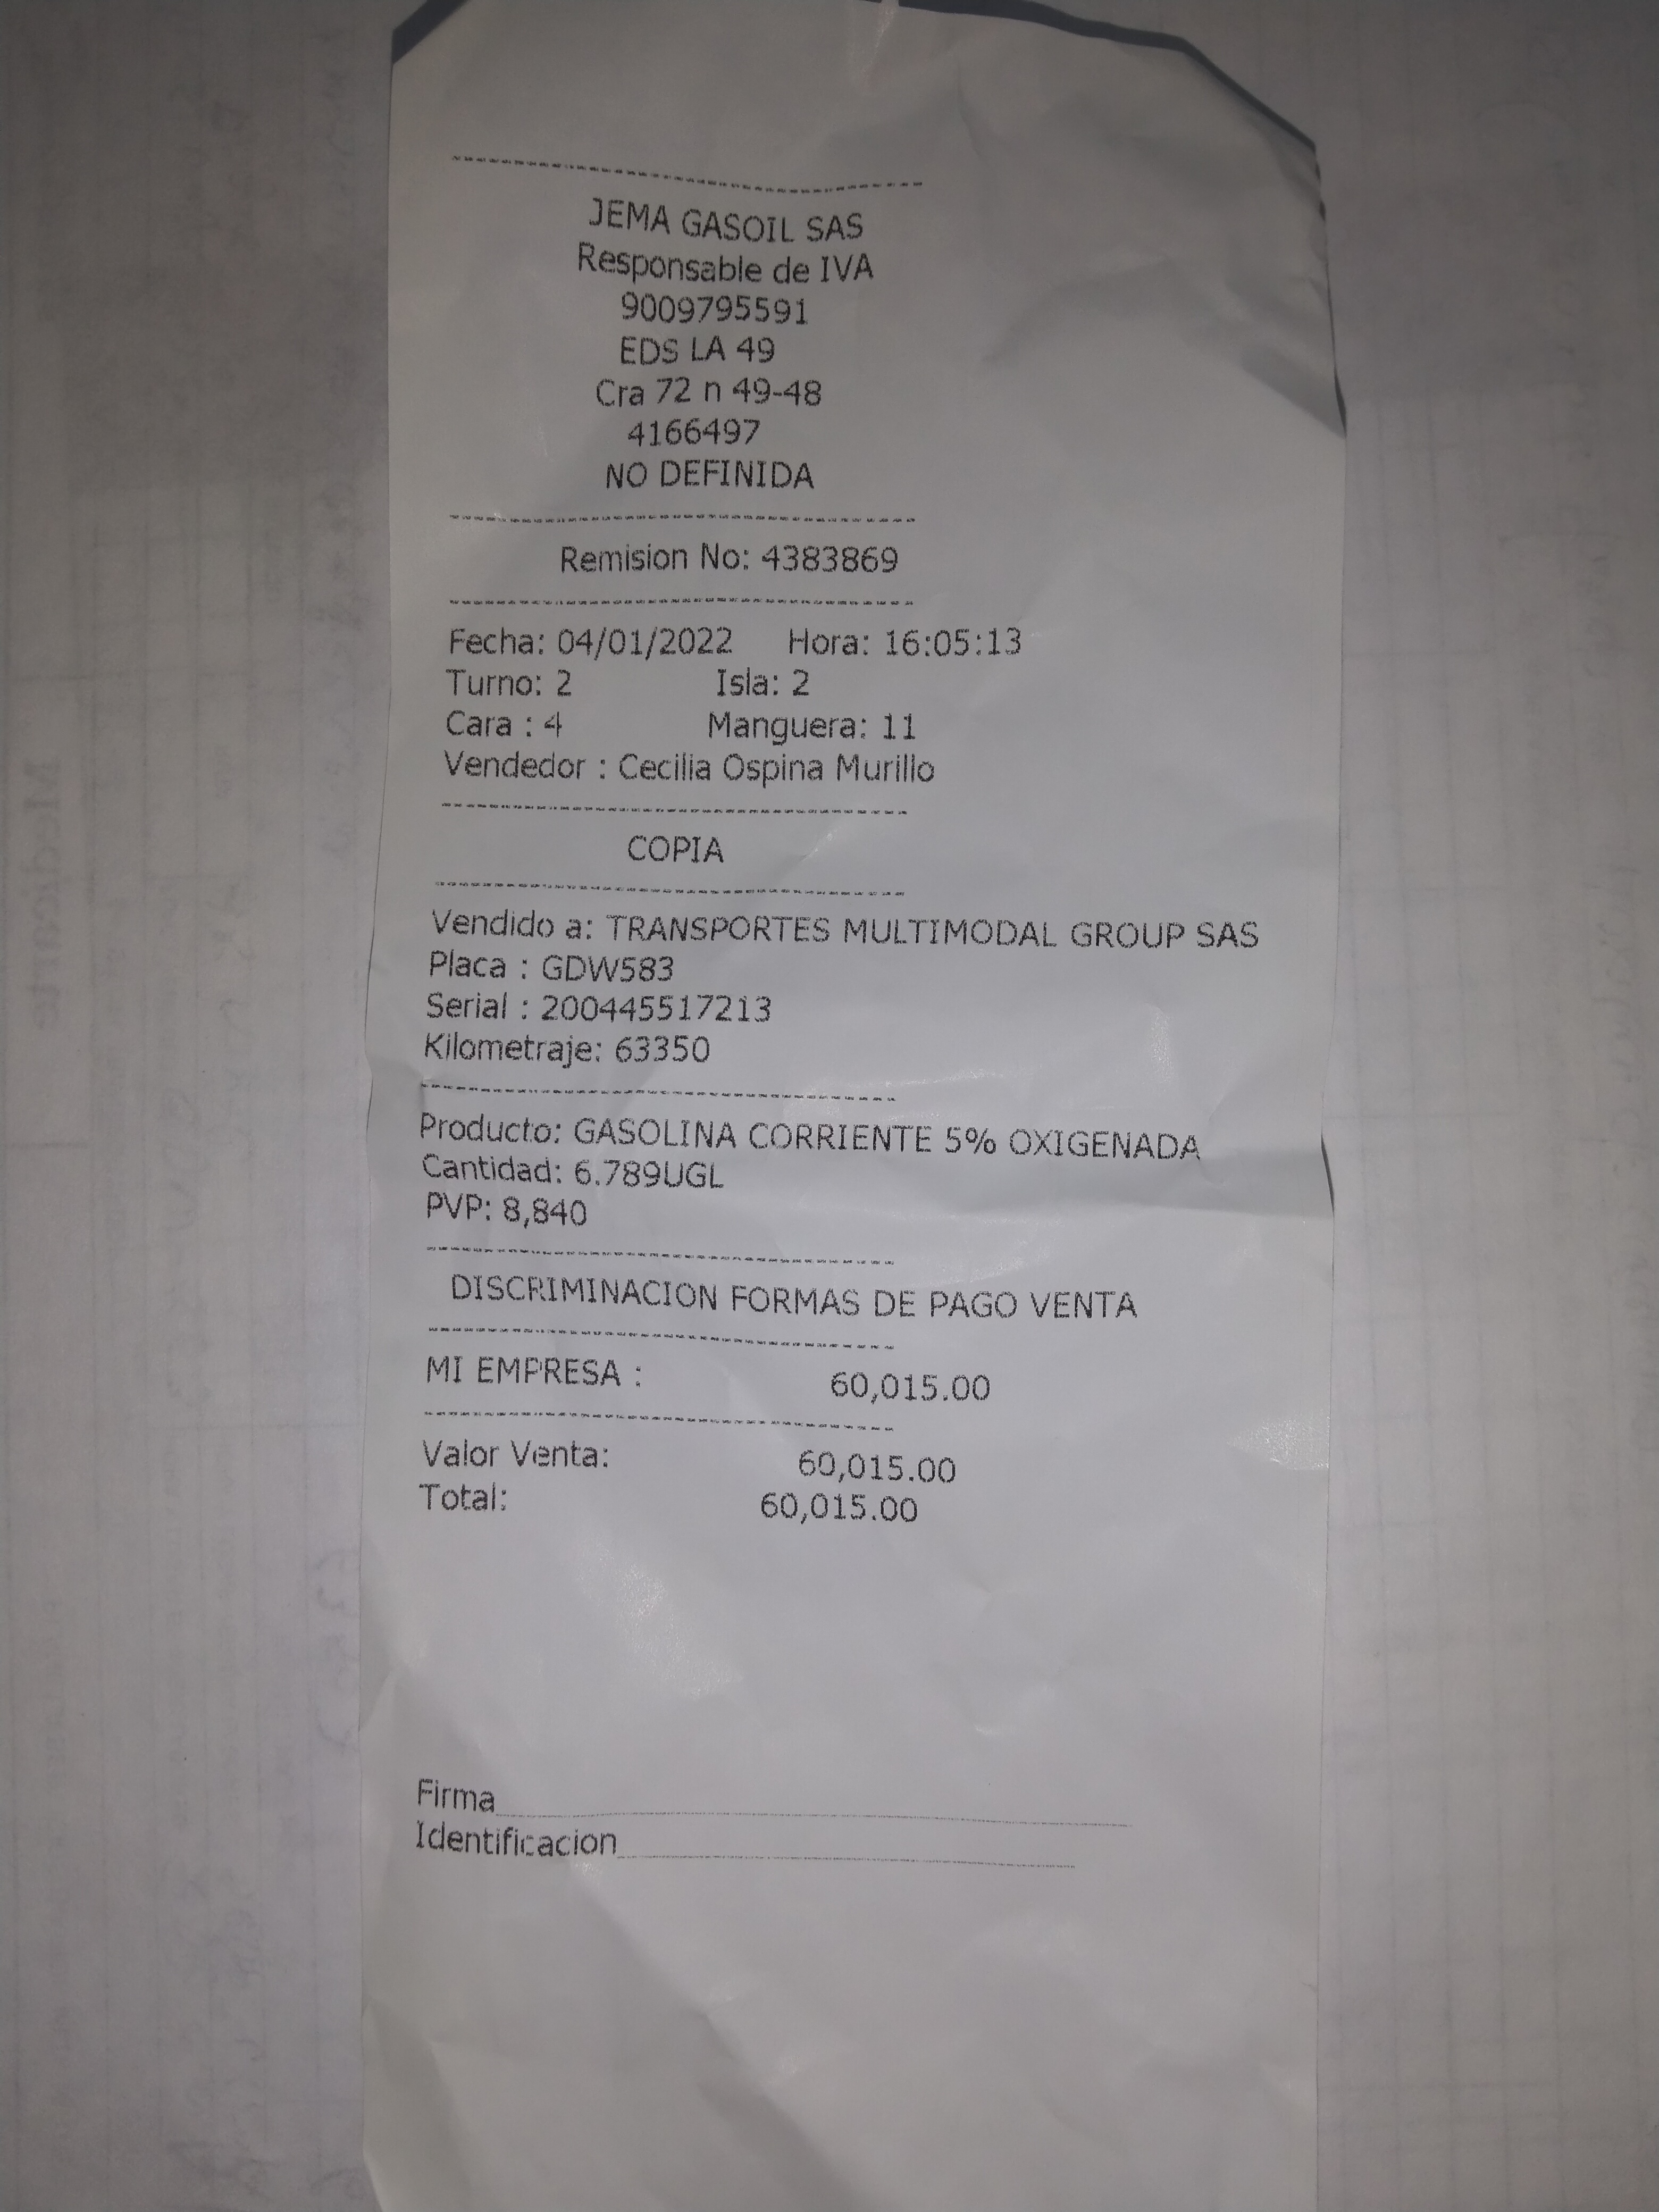 JEMA GASOIL SAS
Responsable de IVA
9009795591
EDS LA 49
Cra 72 n 49-48
4166497
NO DEFINIDA
Remision No: 4383869
Fecha: 04/01/2022 Hora: 16:05:13
Turno: 2 Isla: 2
Cara : 4 Manguera: 11
Vendedor : Cecilia Ospina Murillo
COPIA
Vendido a: TRANSPORTES MULTIMODAL GROUP SAS
Placa : GDW583
Serial : 200445517213
Kilometraje: 63350
Producto: GASOLINA CORRIENTE 5% OXIGENADA
Cantidad: 6.789UGL
PVP: 8,840
DISCRIMINACION FORMAS DE PAGO VENTA
MI EMPRESA : 60,015.00
Valor Venta: 60,015.00
Total: 60,015.00
Firma
Identificacion